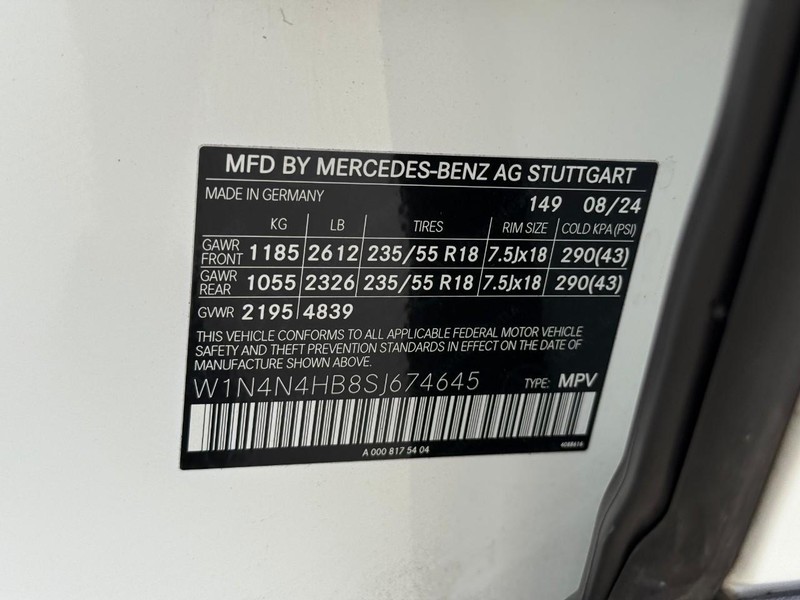 MFD BY MERCEDES-BENZ AG STUTTGART
MADE IN GERMANY 149 08/24
KG LB TIRES RIM SIZE COLD KPA (PSI)
GAWR FRONT 1185 2612 235/55 R18 7.5Jx18 290(43)
GAWR REAR 1055 2326 235/55 R18 7.5Jx18 290(43)
GVWR 2195 4839
THIS VEHICLE CONFORMS TO ALL APPLICABLE FEDERAL MOTOR VEHICLE
SAFETY AND THEFT PREVENTION STANDARDS IN EFFECT ON THE DATE OF
MANUFACTURE SHOWN ABOVE.
W1N4N4HB8SJ674645 TYPE: MPV
A 000 817 54 04 4088616